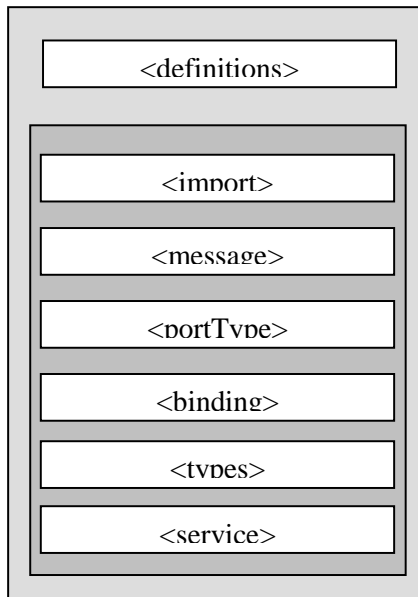 <definitions>
<import>
<message>
<portType>
<binding>
<types>
<service>